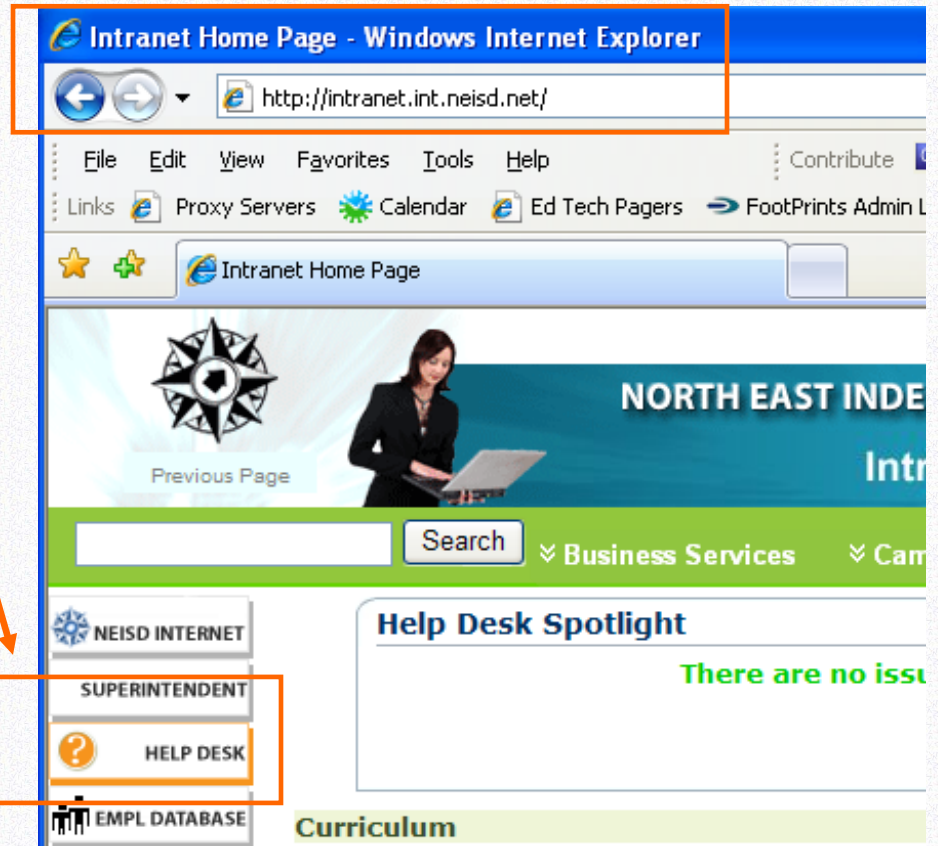 Intranet Home Page - Windows Internet Explorer
http://intranet.int.neisd.net/
File Edit View Favorites Tools Help Contribute
Links Proxy Servers Calendar Ed Tech Pagers FootPrints Admin L
Intranet Home Page
NORTH EAST INDE
Previous Page
Intr
Search Business Services Cam
NEISD INTERNET
Help Desk Spotlight
There are no issu
SUPERINTENDENT
HELP DESK
EMPL DATABASE
Curriculum